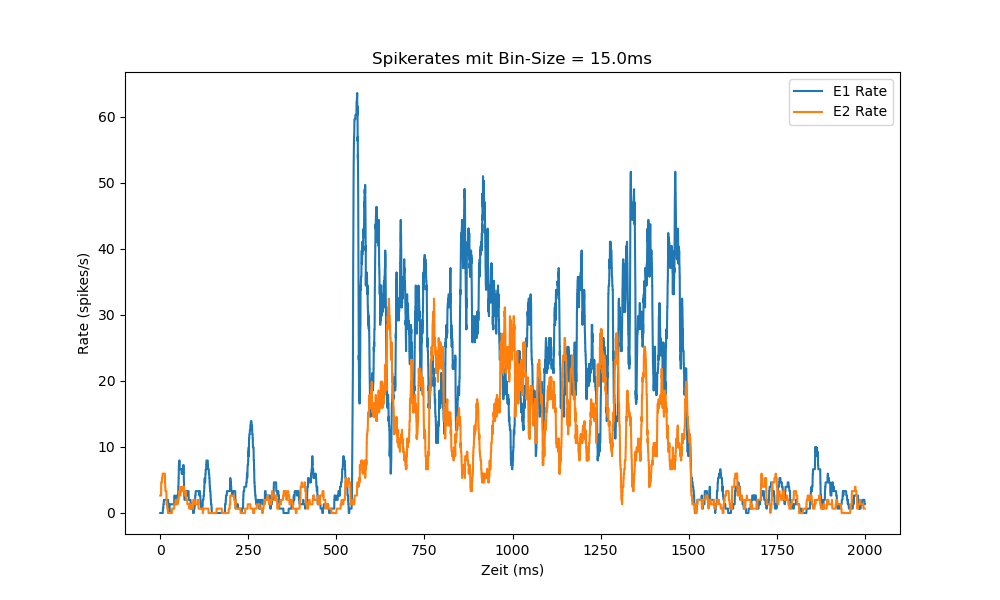 Spikerates mit Bin-Size = 15.0ms
E1 Rate
E2 Rate
Rate (spikes/s)
60
50
40
30
20
10
0
0 250 500 750 1000 1250 1500 1750 2000
Zeit (ms)